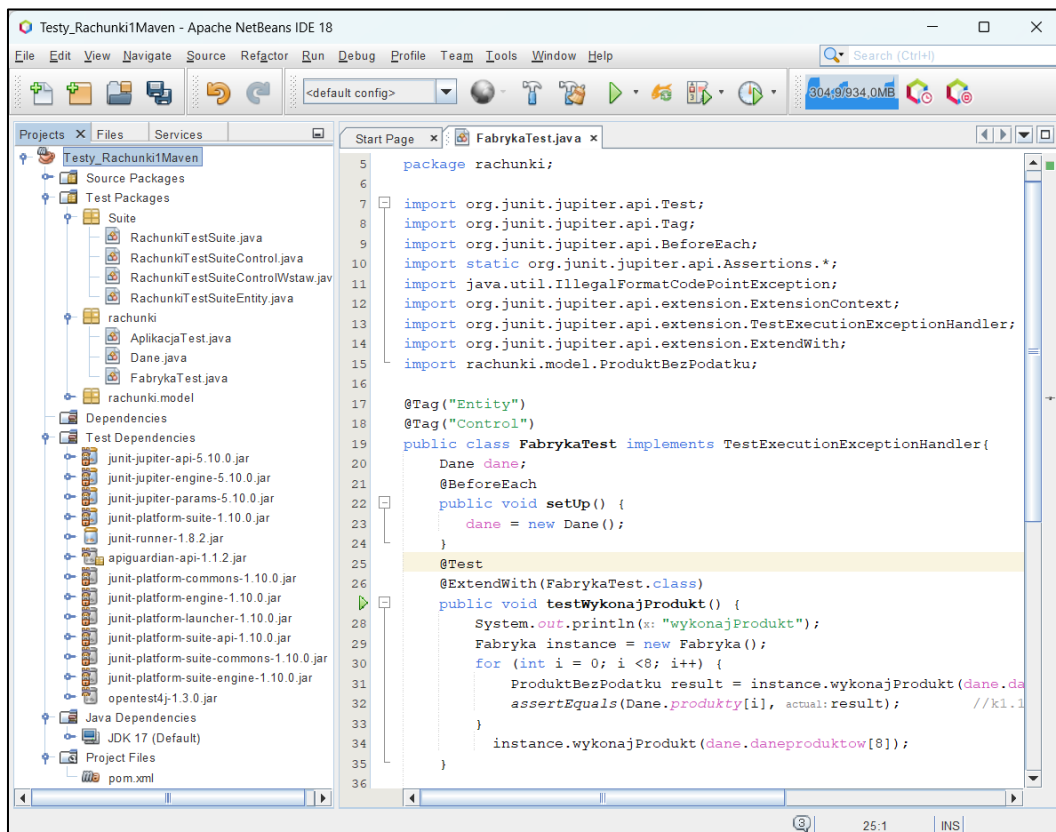 Testy_Rachunki1Maven - Apache NetBeans IDE 18
File Edit View Navigate Source Refactor Run Debug Profile Team Tools Window Help
Search (Ctrl+I)
<default config>
304,9/934,0MB
Projects Files Services
Testy_Rachunki1Maven
Source Packages
Test Packages
Suite
RachunkiTestSuite.java
RachunkiTestSuiteControl.java
RachunkiTestSuiteControlWstaw.jav
RachunkiTestSuiteEntity.java
rachunki
AplikacjaTest.java
Dane.java
FabrykaTest.java
rachunki.model
Dependencies
Test Dependencies
junit-jupiter-api-5.10.0.jar
junit-jupiter-engine-5.10.0.jar
junit-jupiter-params-5.10.0.jar
junit-platform-suite-1.10.0.jar
junit-runner-1.8.2.jar
apiguardian-api-1.1.2.jar
junit-platform-commons-1.10.0.jar
junit-platform-engine-1.10.0.jar
junit-platform-launcher-1.10.0.jar
junit-platform-suite-api-1.10.0.jar
junit-platform-suite-commons-1.10.0.jar
junit-platform-suite-engine-1.10.0.jar
opentest4j-1.3.0.jar
Java Dependencies
JDK 17 (Default)
Project Files
pom.xml
Start Page FabrykaTest.java
5 package rachunki;
6
7 import org.junit.jupiter.api.Test;
8 import org.junit.jupiter.api.Tag;
9 import org.junit.jupiter.api.BeforeEach;
10 import static org.junit.jupiter.api.Assertions.*;
11 import java.util.IllegalFormatCodePointException;
12 import org.junit.jupiter.api.extension.ExtensionContext;
13 import org.junit.jupiter.api.extension.TestExecutionExceptionHandler;
14 import org.junit.jupiter.api.extension.ExtendWith;
15 import rachunki.model.ProduktBezPodatku;
16
17 @Tag("Entity")
18 @Tag("Control")
19 public class FabrykaTest implements TestExecutionExceptionHandler{
20 Dane dane;
21 @BeforeEach
22 public void setUp() {
23 dane = new Dane();
24 }
25 @Test
26 @ExtendWith(FabrykaTest.class)
public void testWykonajProdukt() {
28 System.out.println(x: "wykonajProdukt");
29 Fabryka instance = new Fabryka();
30 for (int i = 0; i <8; i++) {
31 ProduktBezPodatku result = instance.wykonajProdukt(dane.da
32 assertEquals(Dane.produkty[i], actual:result); //k1.1
33 }
34 instance.wykonajProdukt(dane.daneproduktow[8]);
35 }
36
3 25:1 INS